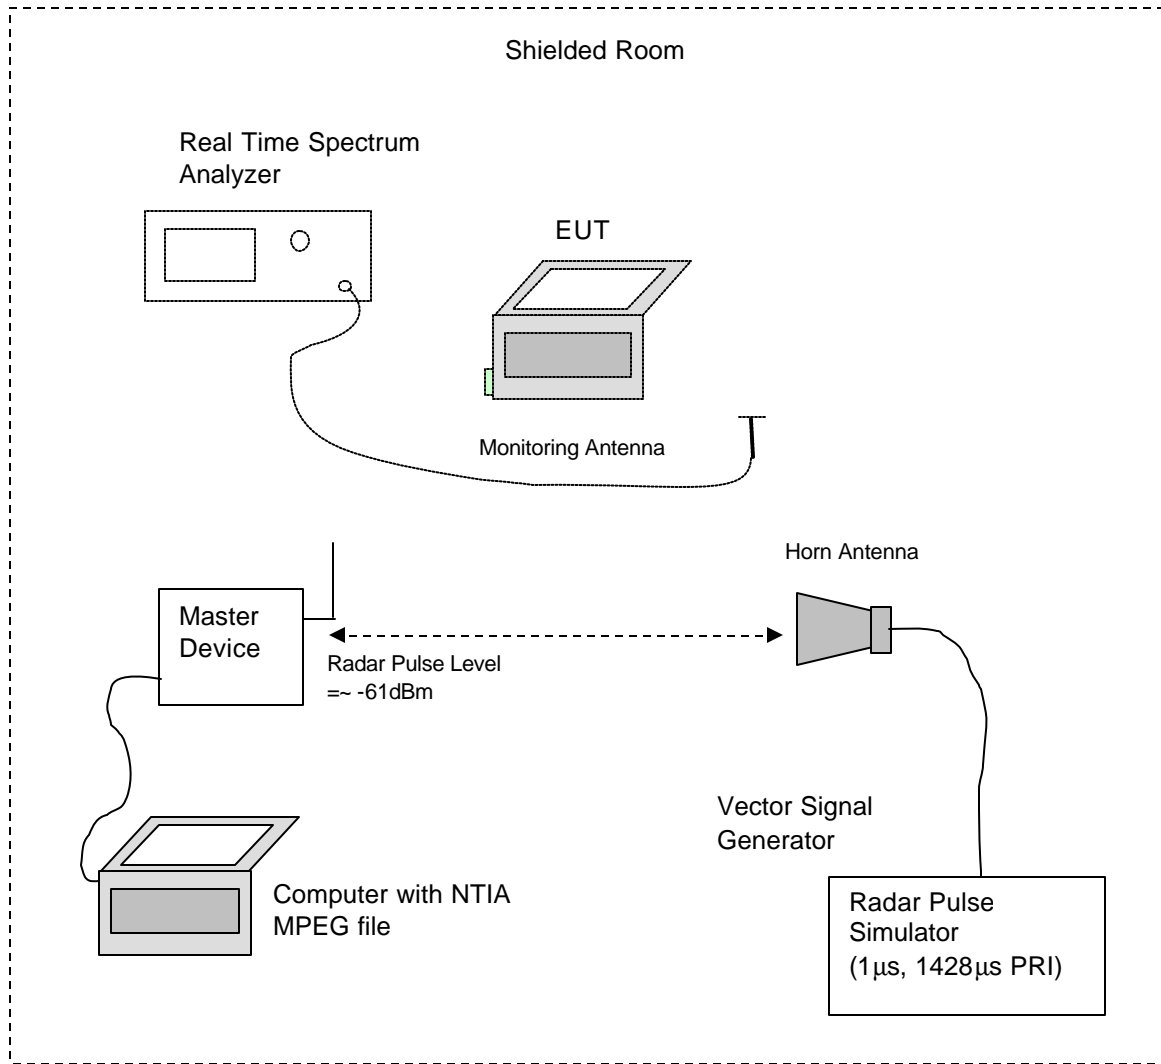 Shielded Room
Real Time Spectrum
Analyzer
EUT
Monitoring Antenna
Horn Antenna
Master
Device
Radar Pulse Level
=~ -61dBm
Vector Signal
Generator
Computer with NTIA
MPEG file
Radar Pulse
Simulator
(1μs, 1428μs PRI)